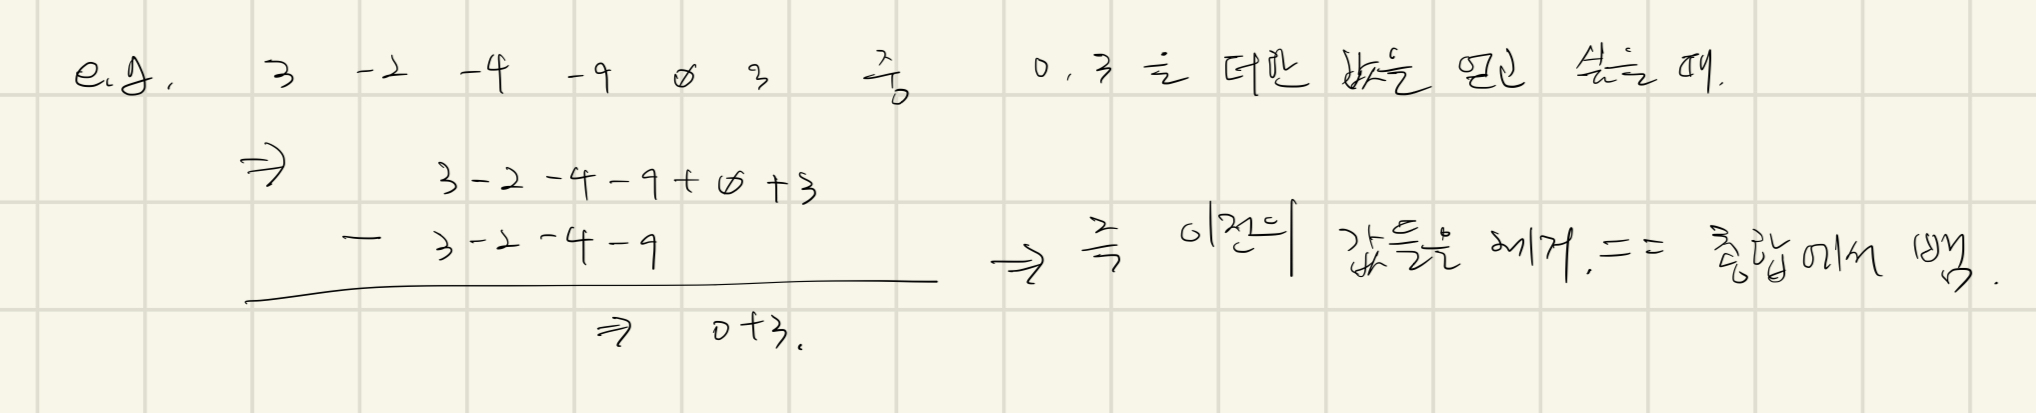 e.g. 3 -2 -4 -9 0 3 중 0, 3 을 더한 값을 얻고 싶을 때.
⇒ 3-2-4-9+0+3
- 3-2-4-9
⇒ 즉 이전의 값들을 제거. == 총합에서 뺌.
⇒ 0+3.